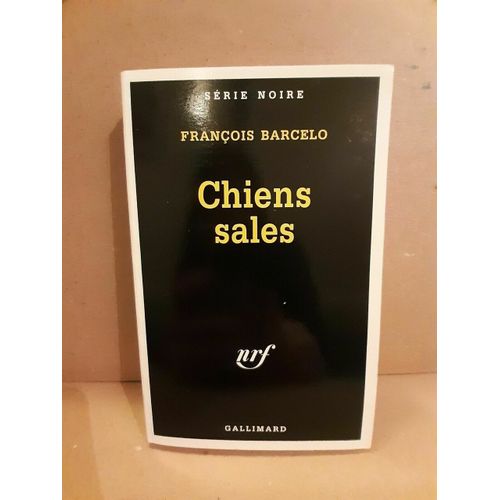 SÉRIE NOIRE
FRANÇOIS BARCELO
Chiens
sales
nrf
GALLIMARD